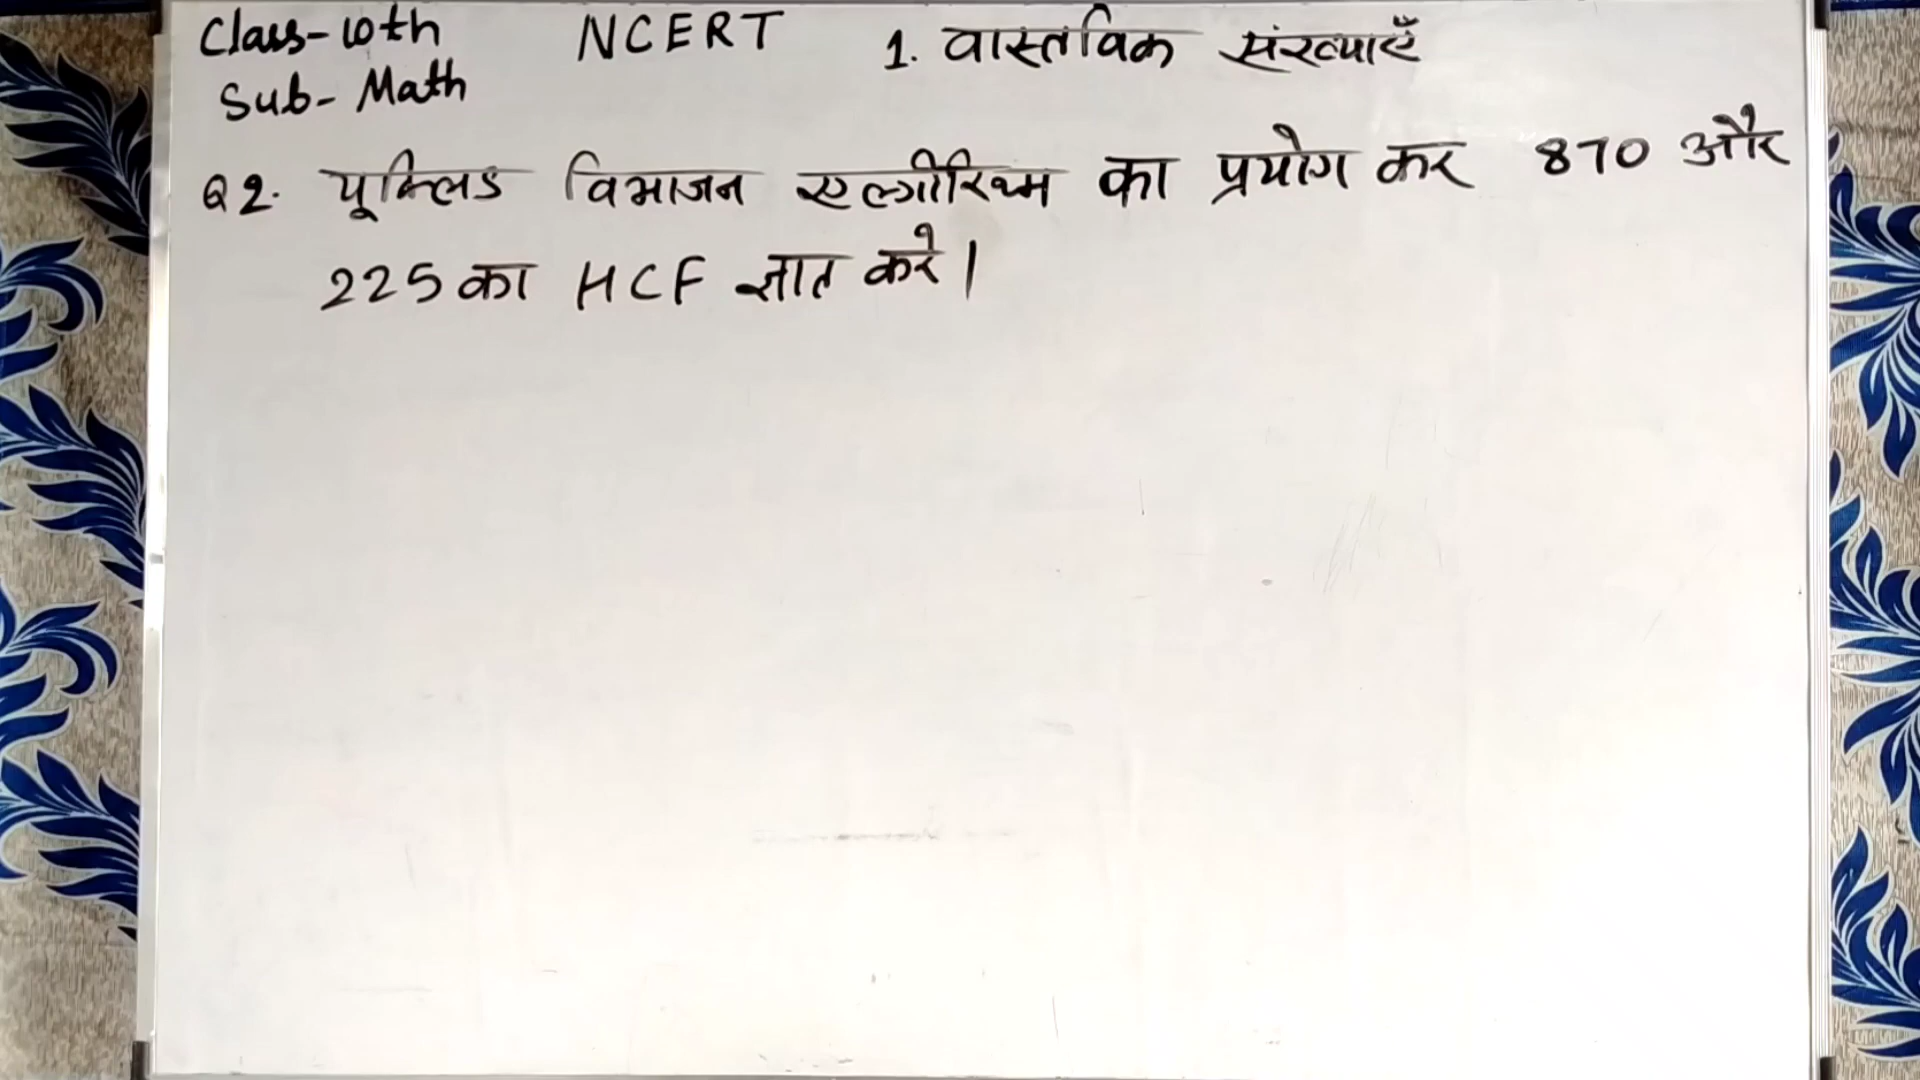 Class-10th NCERT 1. वास्तविक संख्याएँ
Sub- Math
Q2. यूक्लिड विभाजन एल्गोरिथ्म का प्रयोग कर 870 और
225 का HCF ज्ञात करे।